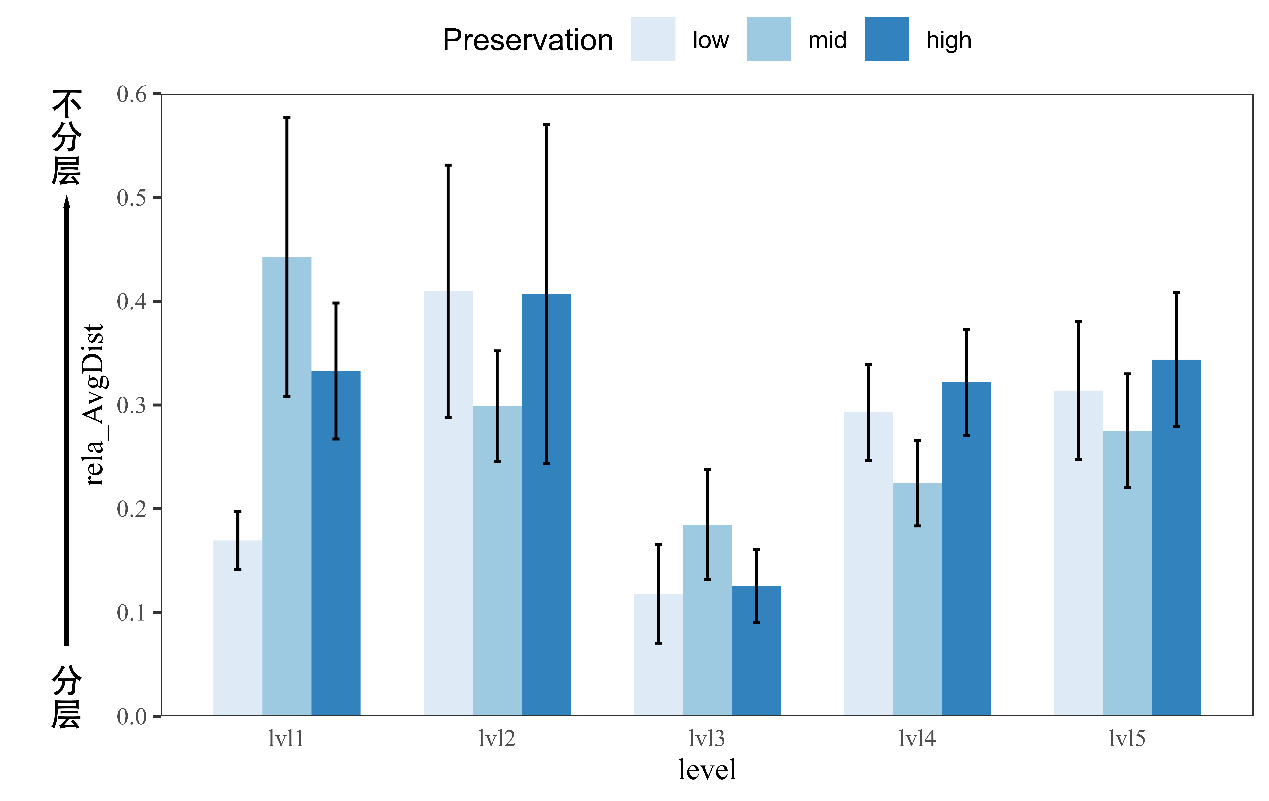 Preservation low mid high
不分层
分层
rela_AvgDist
0.6
0.5
0.4
0.3
0.2
0.1
0.0
lvl1 lvl2 lvl3 lvl4 lvl5
level